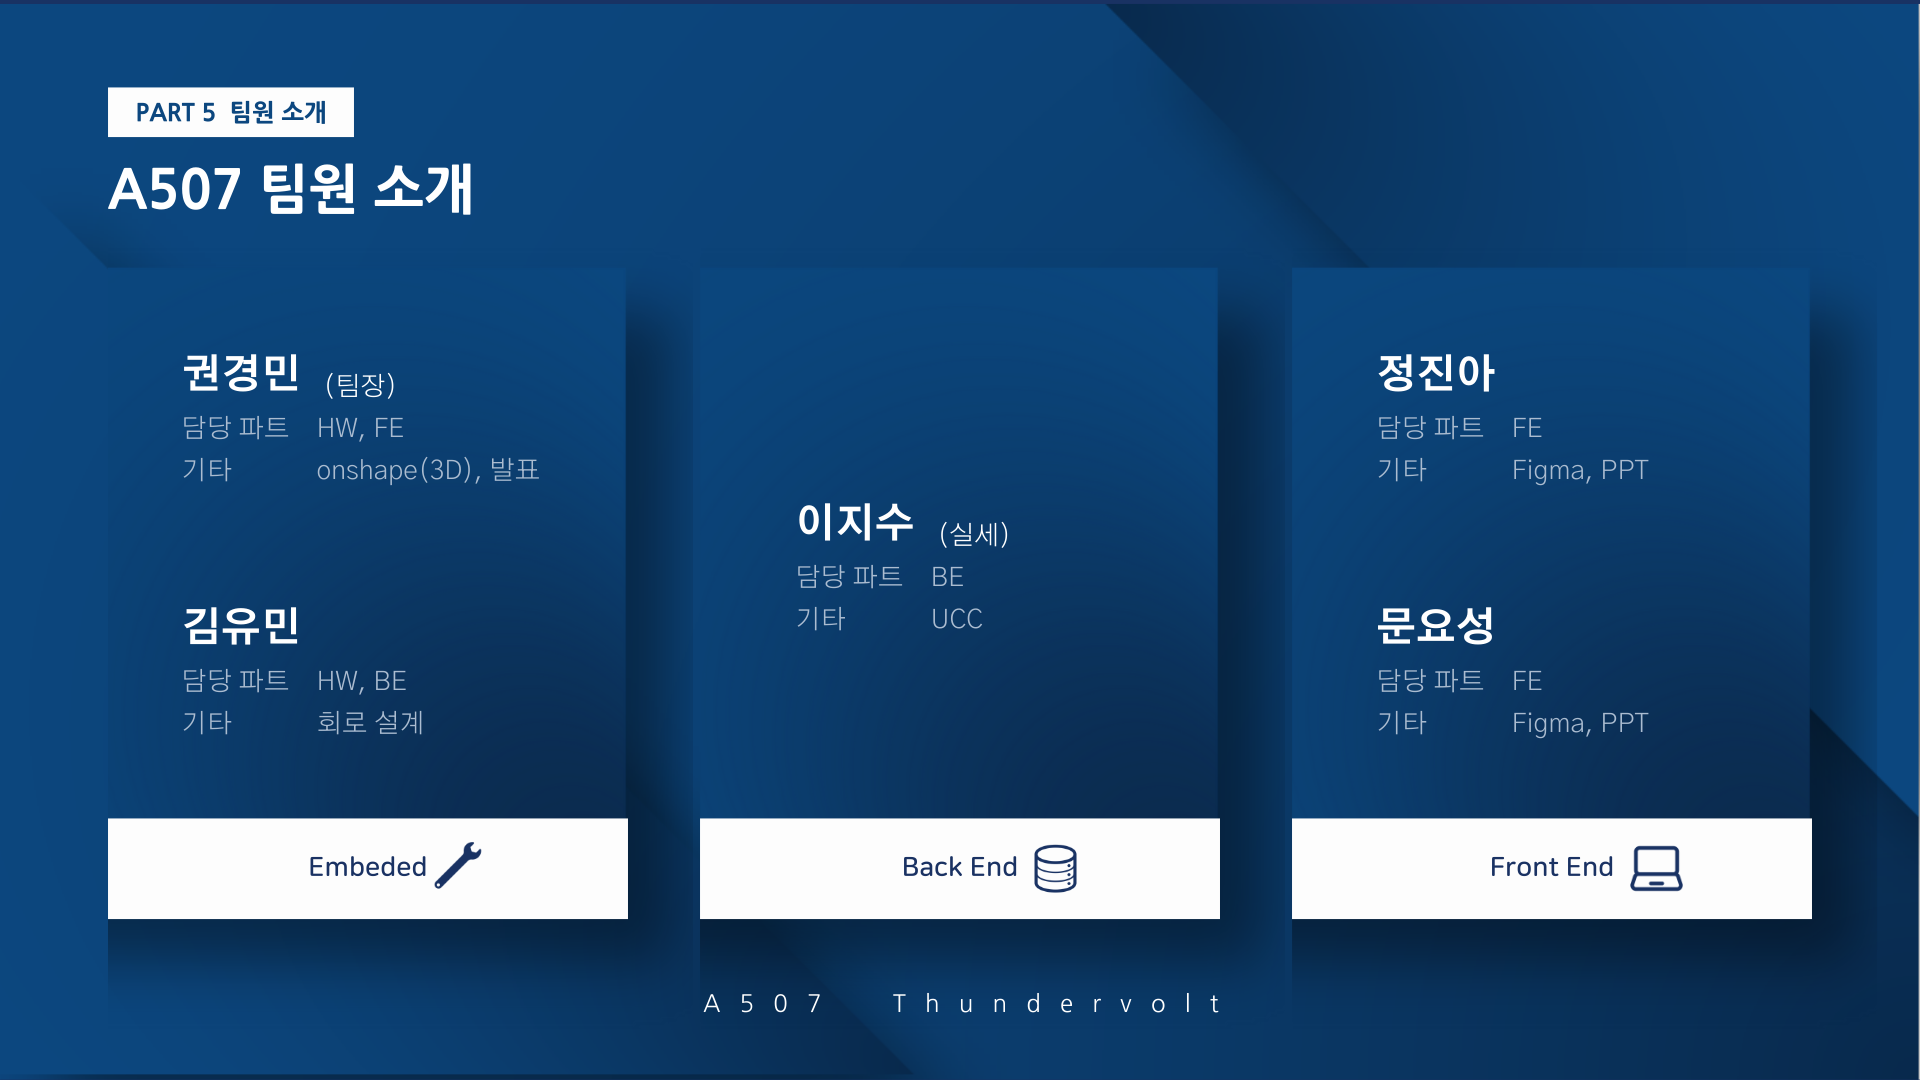 PART 5 팀원 소개
A507 팀원 소개
권경민 (팀장)
담당 파트 HW, FE
기타 onshape(3D), 발표
김유민
담당 파트 HW, BE
기타 회로 설계
Embeded
이지수 (실세)
담당 파트 BE
기타 UCC
Back End
정진아
담당 파트 FE
기타 Figma, PPT
문요성
담당 파트 FE
기타 Figma, PPT
Front End
A507 Thundervolt